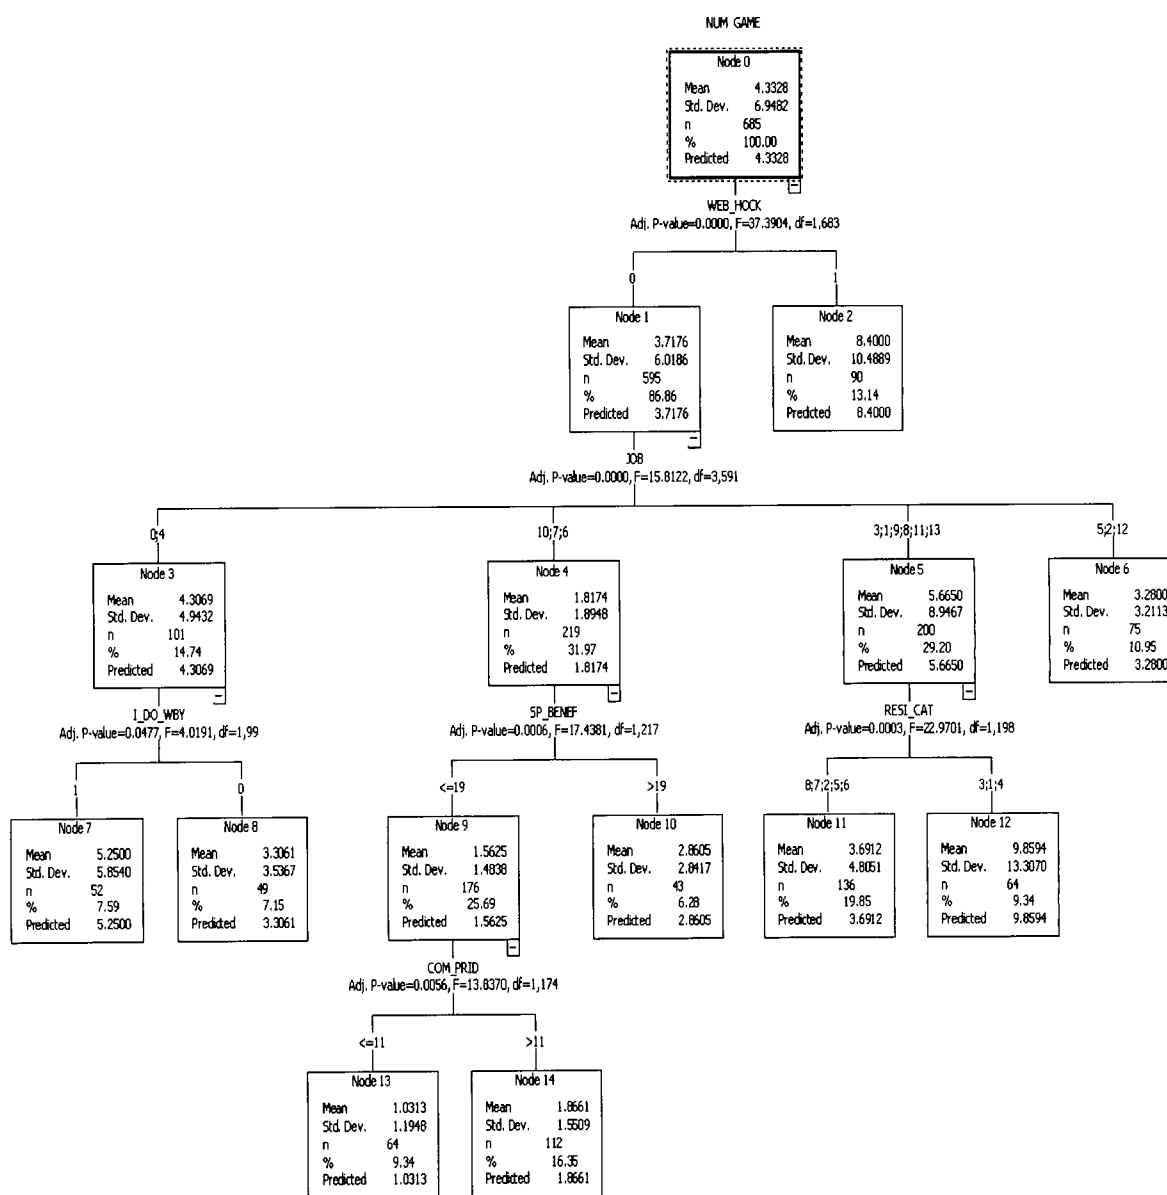 NUM GAME
Node 0
Mean 4.3328
Std. Dev. 6.9482
n 685
% 100.00
Predicted 4.3328
WEB_HOCK
Adj. P-value=0.0000, F=37.3904, df=1,683
0
1
Node 1
Mean 3.7176
Std. Dev. 6.0186
n 595
% 86.86
Predicted 3.7176
Node 2
Mean 8.4000
Std. Dev. 10.4889
n 90
% 13.14
Predicted 8.4000
JOB
Adj. P-value=0.0000, F=15.8122, df=3,591
0;4
10;7;6
3;1;9;8;11;13
5;2;12
Node 3
Mean 4.3069
Std. Dev. 4.9432
n 101
% 14.74
Predicted 4.3069
Node 4
Mean 1.8174
Std. Dev. 1.8948
n 219
% 31.97
Predicted 1.8174
Node 5
Mean 5.6650
Std. Dev. 8.9467
n 200
% 29.20
Predicted 5.6650
Node 6
Mean 3.2800
Std. Dev. 3.2113
n 75
% 10.95
Predicted 3.2800
I_DO_WBY
Adj. P-value=0.0477, F=4.0191, df=1,99
SP_BENEF
Adj. P-value=0.0006, F=17.4381, df=1,217
RESI_CAT
Adj. P-value=0.0003, F=22.9701, df=1,198
1
0
<=19
>19
8;7;2;5;6
3;1;4
Node 7
Mean 5.2500
Std. Dev. 5.8540
n 52
% 7.59
Predicted 5.2500
Node 8
Mean 3.3061
Std. Dev. 3.5367
n 49
% 7.15
Predicted 3.3061
Node 9
Mean 1.5625
Std. Dev. 1.4838
n 176
% 25.69
Predicted 1.5625
Node 10
Mean 2.8605
Std. Dev. 2.8417
n 43
% 6.28
Predicted 2.8605
Node 11
Mean 3.6912
Std. Dev. 4.8051
n 136
% 19.85
Predicted 3.6912
Node 12
Mean 9.8594
Std. Dev. 13.3070
n 64
% 9.34
Predicted 9.8594
COM_PRID
Adj. P-value=0.0056, F=13.8370, df=1,174
<=11
>11
Node 13
Mean 1.0313
Std. Dev. 1.1948
n 64
% 9.34
Predicted 1.0313
Node 14
Mean 1.8661
Std. Dev. 1.5509
n 112
% 16.35
Predicted 1.8661